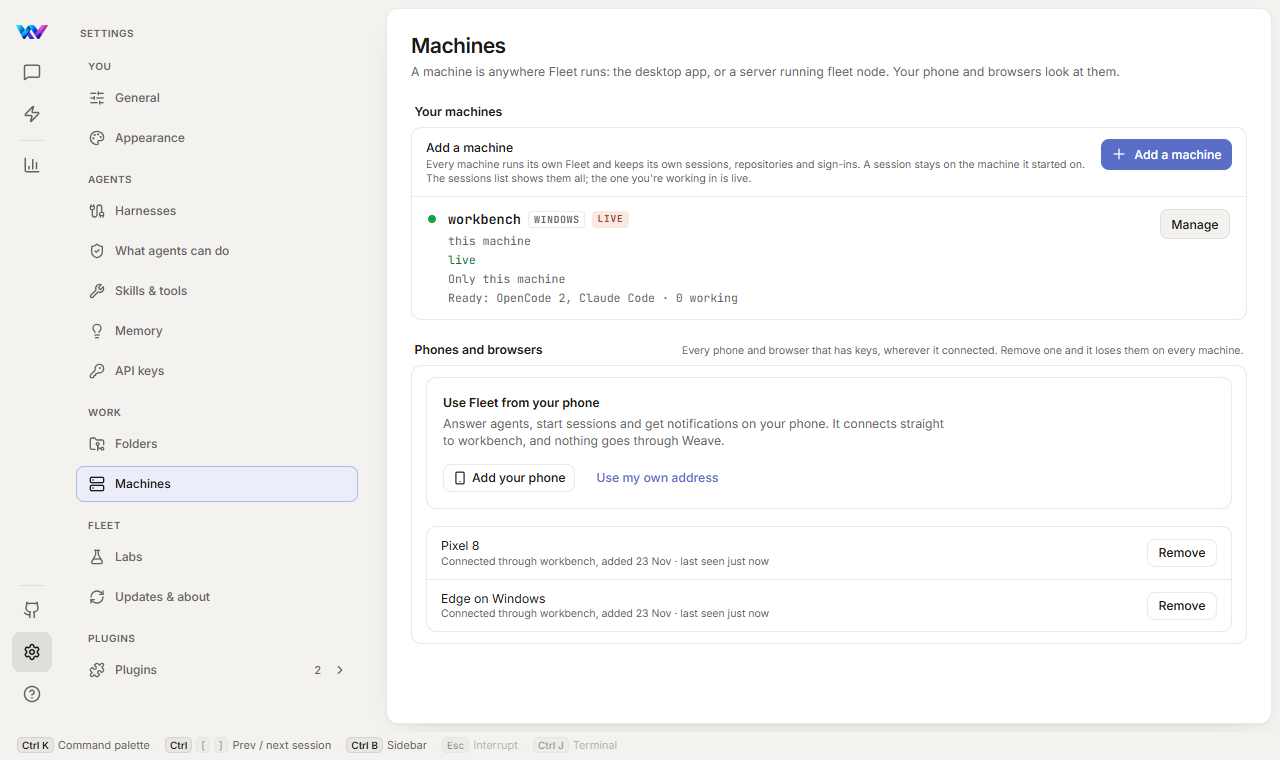 SETTINGS
YOU
General
Appearance
AGENTS
Harnesses
What agents can do
Skills & tools
Memory
API keys
WORK
Folders
Machines
FLEET
Labs
Updates & about
PLUGINS
Plugins 2
Machines
A machine is anywhere Fleet runs: the desktop app, or a server running fleet node. Your phone and browsers look at them.
Your machines
Add a machine
Every machine runs its own Fleet and keeps its own sessions, repositories and sign-ins. A session stays on the machine it started on.
The sessions list shows them all; the one you're working in is live.
Add a machine
workbench WINDOWS LIVE
this machine
live
Only this machine
Ready: OpenCode 2, Claude Code · 0 working
Manage
Phones and browsers
Every phone and browser that has keys, wherever it connected. Remove one and it loses them on every machine.
Use Fleet from your phone
Answer agents, start sessions and get notifications on your phone. It connects straight
to workbench, and nothing goes through Weave.
Add your phone
Use my own address
Pixel 8
Connected through workbench, added 23 Nov · last seen just now
Remove
Edge on Windows
Connected through workbench, added 23 Nov · last seen just now
Remove
Ctrl K Command palette · Ctrl [ ] Prev / next session · Ctrl B Sidebar · Esc Interrupt · Ctrl J Terminal